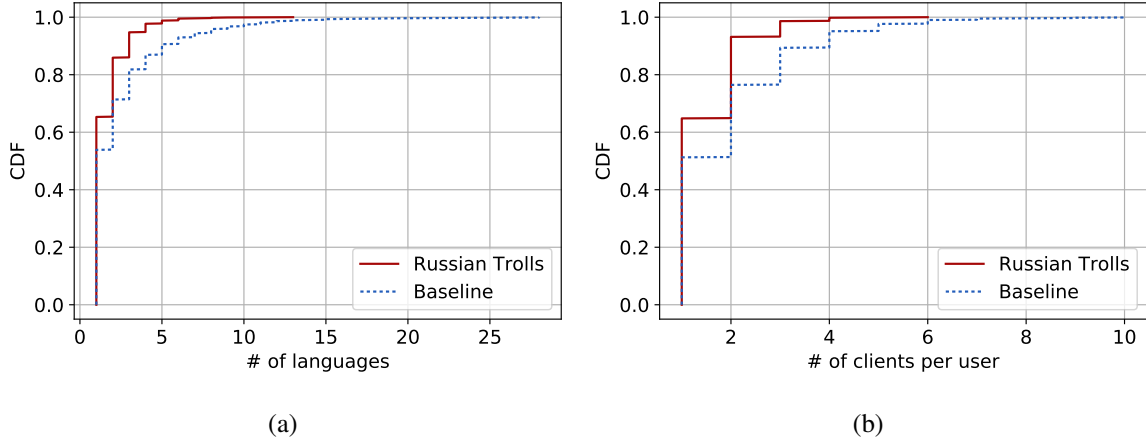 1.0
0.8
0.6
0.4
0.2
0.0
CDF
0 5 10 15 20 25
# of languages
Russian Trolls
Baseline
(a)
1.0
0.8
0.6
0.4
0.2
0.0
CDF
2 4 6 8 10
# of clients per user
Russian Trolls
Baseline
(b)